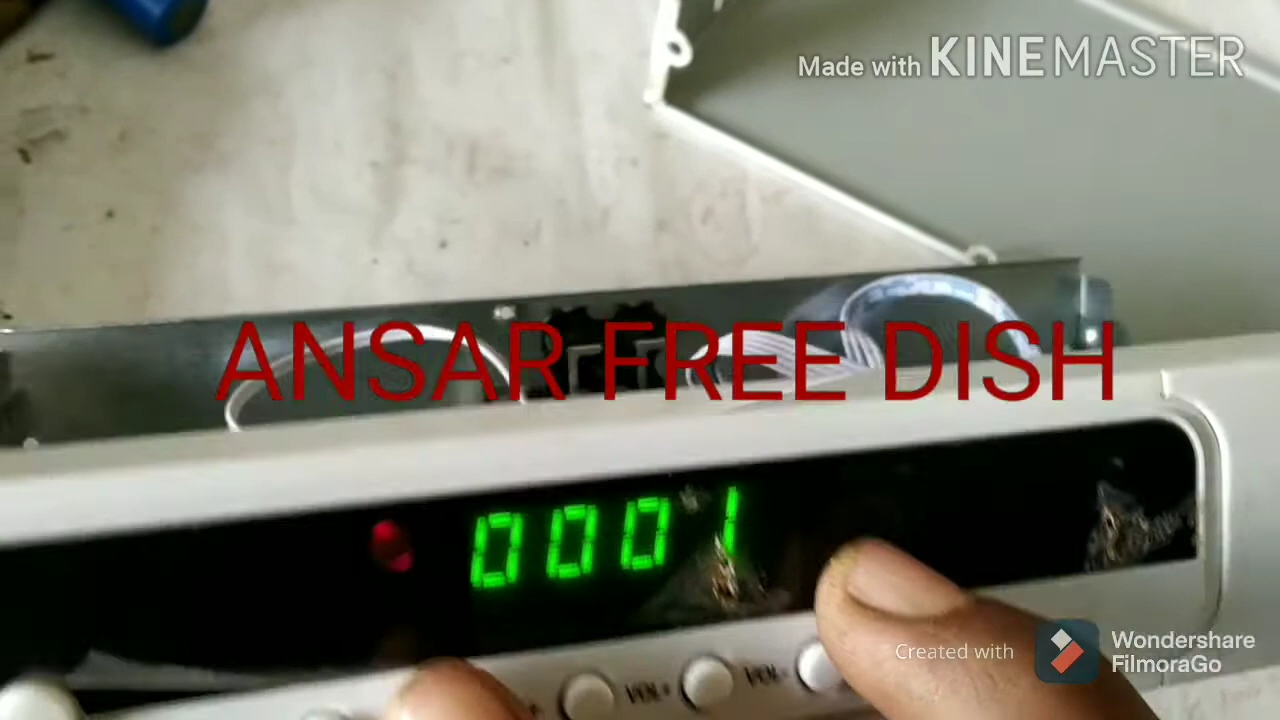 Made with KINEMASTER
ANSAR FREE DISH
0001
VOL+ VOL-
Created with Wondershare
FilmoraGo